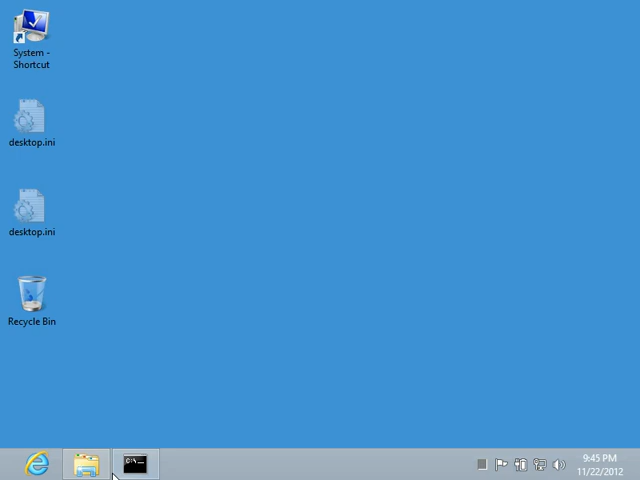 System -
Shortcut
desktop.ini
desktop.ini
Recycle Bin
C:\_
9:45 PM
11/22/2012